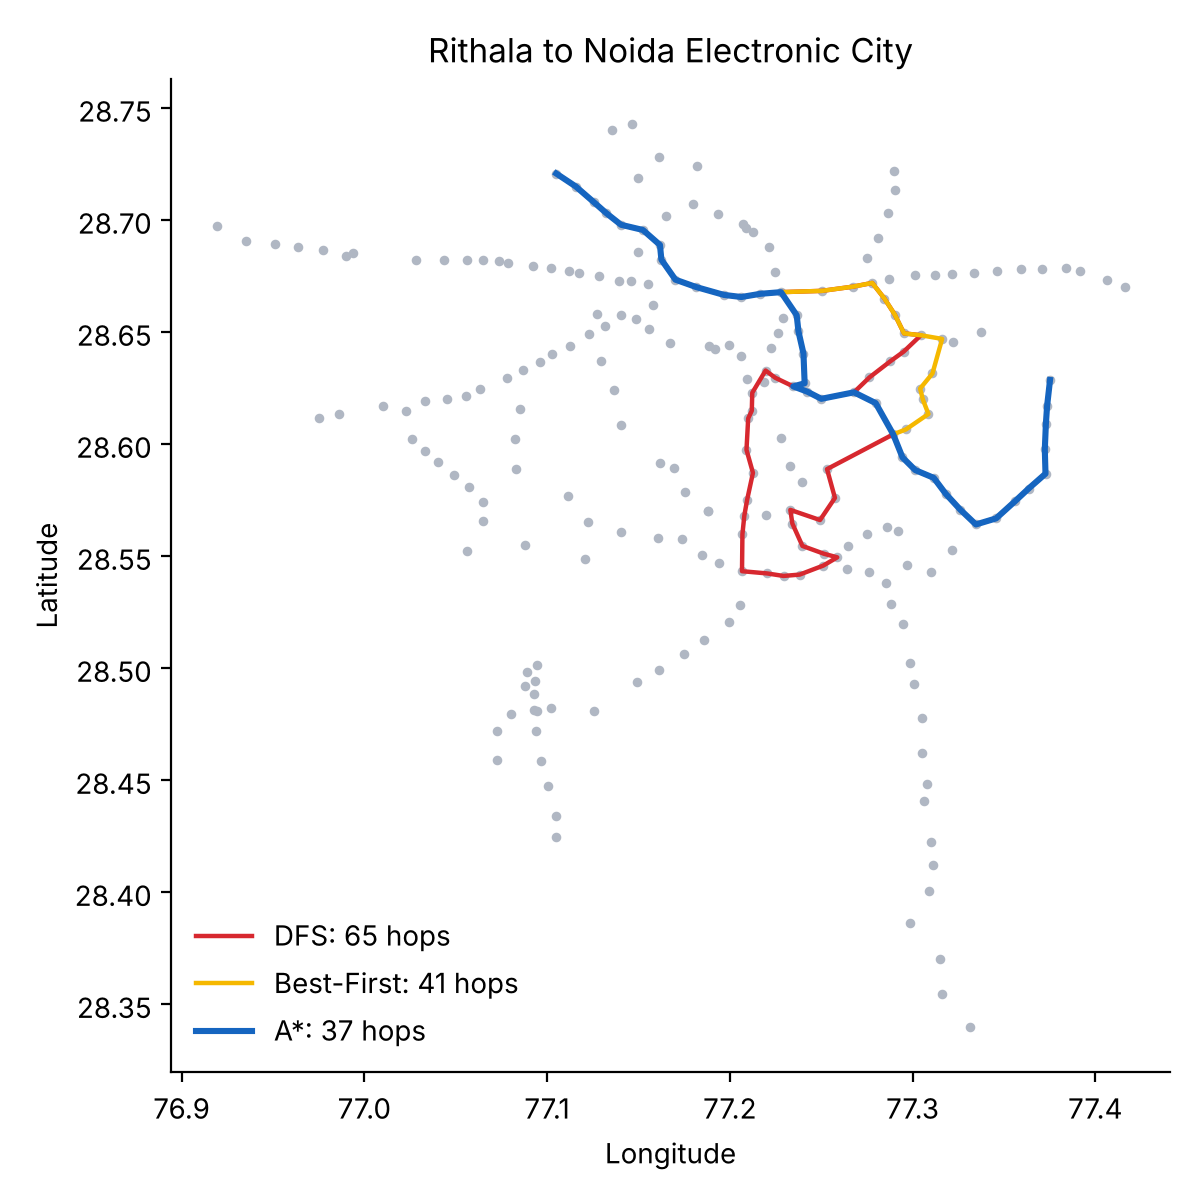 Rithala to Noida Electronic City
28.75
28.70
28.65
28.60
28.55
28.50
28.45
28.40
28.35
Latitude
DFS: 65 hops
Best-First: 41 hops
A*: 37 hops
76.9 77.0 77.1 77.2 77.3 77.4
Longitude